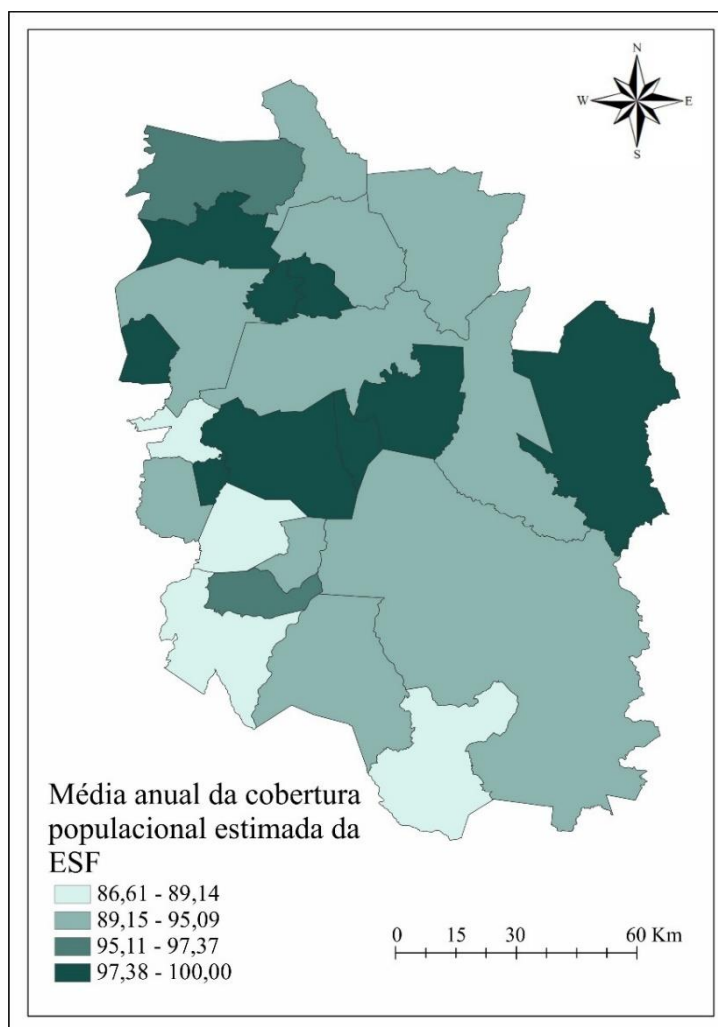 N
W E
S
Média anual da cobertura
populacional estimada da
ESF
86,61 - 89,14
89,15 - 95,09
95,11 - 97,37
97,38 - 100,00
0 15 30 60 Km